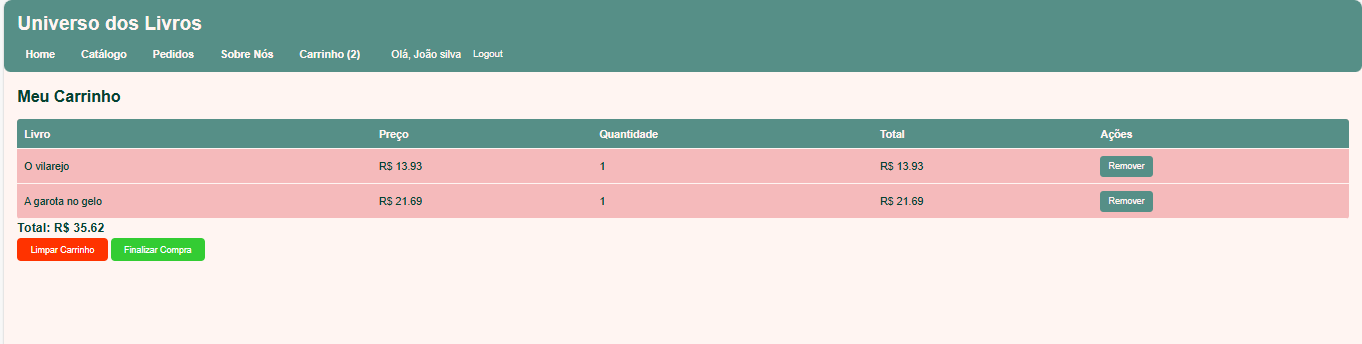 Universo dos Livros
Home Catálogo Pedidos Sobre Nós Carrinho (2) Olá, João silva Logout
Meu Carrinho
Livro Preço Quantidade Total Ações
O vilarejo R$ 13.93 1 R$ 13.93 Remover
A garota no gelo R$ 21.69 1 R$ 21.69 Remover
Total: R$ 35.62
Limpar Carrinho Finalizar Compra